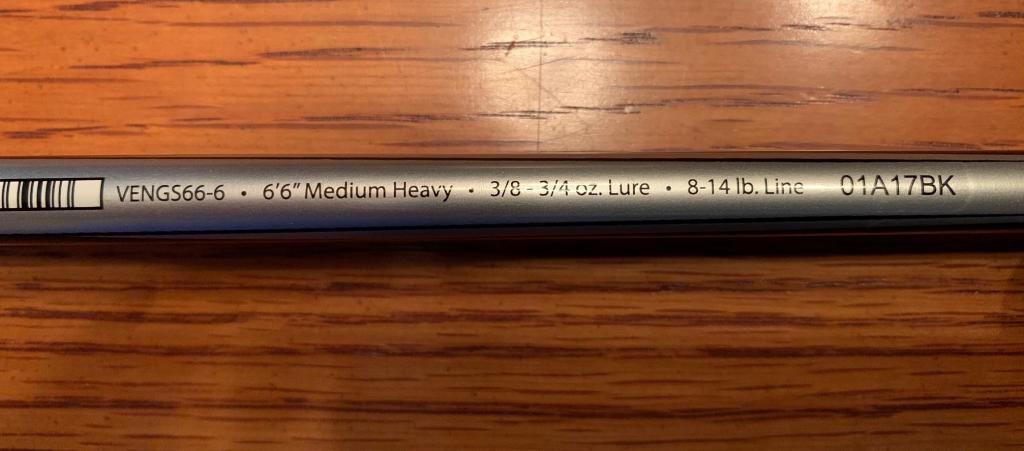 VENGS66-6 • 6'6" Medium Heavy • 3/8 - 3/4 oz. Lure • 8-14 lb. Line 01A17BK